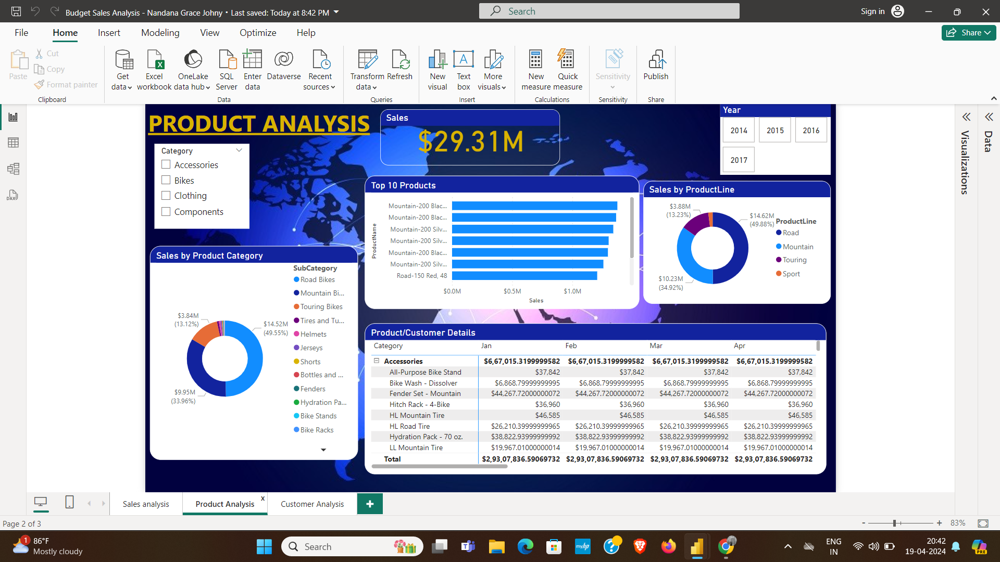 Budget Sales Analysis - Nandana Grace Johny • Last saved: Today at 8:42 PM
Search
Sign in
File Home Insert Modeling View Optimize Help
Share
Paste
Cut
Copy
Format painter
Clipboard
Get data
Excel workbook
OneLake data hub
SQL Server
Enter data
Dataverse
Recent sources
Data
Transform data
Refresh
Queries
New visual
Text box
More visuals
Insert
New measure
Quick measure
Calculations
Sensitivity
Sensitivity
Publish
Share
PRODUCT ANALYSIS
Sales
$29.31M
Year
2014 2015 2016
2017
Category
Accessories
Bikes
Clothing
Components
Top 10 Products
ProductName
Mountain-200 Blac...
Mountain-200 Blac...
Mountain-200 Silv...
Mountain-200 Silv...
Mountain-200 Blac...
Mountain-200 Silv...
Road-150 Red, 48
$0.0M $0.5M $1.0M
Sales
Sales by ProductLine
$3.88M
(13.23%)
$14.62M
(49.88%)
$10.23M
(34.92%)
ProductLine
Road
Mountain
Touring
Sport
Sales by Product Category
$3.84M
(13.12%)
$14.52M
(49.55%)
$9.95M
(33.96%)
SubCategory
Road Bikes
Mountain Bi...
Touring Bikes
Tires and Tu...
Helmets
Jerseys
Shorts
Bottles and ...
Fenders
Hydration Pa...
Bike Stands
Bike Racks
Product/Customer Details
Category Jan Feb Mar Apr
Accessories $6,67,015.3199999582 $6,67,015.3199999582 $6,67,015.3199999582 $6,67,015.3199999582
All-Purpose Bike Stand $37,842 $37,842 $37,842 $37,842
Bike Wash - Dissolver $6,868.79999999995 $6,868.79999999995 $6,868.79999999995 $6,868.79999999995
Fender Set - Mountain $44,267.72000000072 $44,267.72000000072 $44,267.72000000072 $44,267.72000000072
Hitch Rack - 4-Bike $36,960 $36,960 $36,960 $36,960
HL Mountain Tire $46,585 $46,585 $46,585 $46,585
HL Road Tire $26,210.39999999965 $26,210.39999999965 $26,210.39999999965 $26,210.39999999965
Hydration Pack - 70 oz. $38,822.93999999992 $38,822.93999999992 $38,822.93999999992 $38,822.93999999992
LL Mountain Tire $19,967.01000000014 $19,967.01000000014 $19,967.01000000014 $19,967.01000000014
Total $2,93,07,836.59069732 $2,93,07,836.59069732 $2,93,07,836.59069732 $2,93,07,836.59069732
Visualizations
Data
DAX
Sales analysis
Product Analysis
x
Customer Analysis
+
Page 2 of 3
- + 83%
1
86°F
Mostly cloudy
Search
myhp
ENG
IN
20:42
19-04-2024
PRE